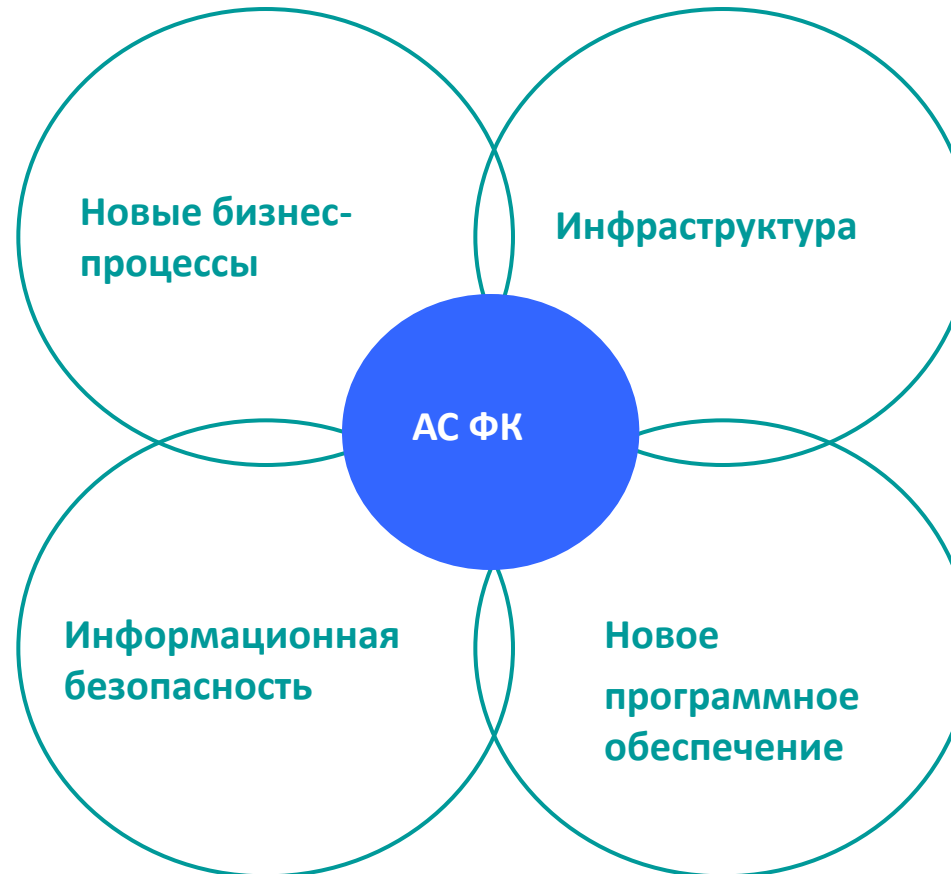 Новые бизнес-
процессы
Инфраструктура
АС ФК
Информационная
безопасность
Новое
программное
обеспечение